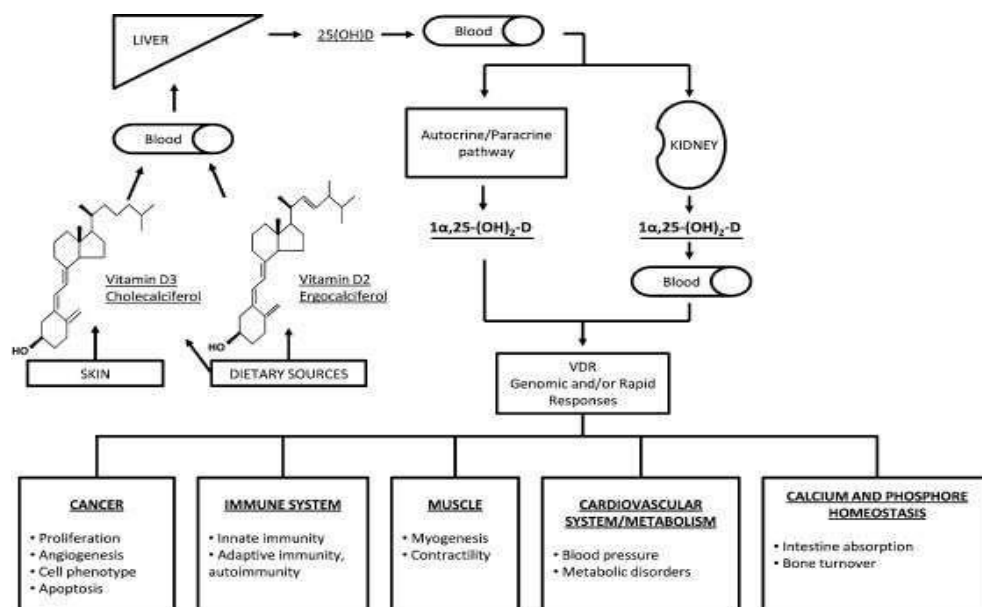 LIVER
25(OH)D
Blood
Blood
Autocrine/Paracrine
pathway
KIDNEY
1α,25-(OH)₂-D
1α,25-(OH)₂-D
Blood
Vitamin D3
Cholecalciferol
Vitamin D2
Ergocalciferol
HO
HO
SKIN
DIETARY SOURCES
VDR
Genomic and/or Rapid
Responses
CANCER
• Proliferation
• Angiogenesis
• Cell phenotype
• Apoptosis
IMMUNE SYSTEM
• Innate immunity
• Adaptive immunity,
autoimmunity
MUSCLE
• Myogenesis
• Contractility
CARDIOVASCULAR
SYSTEM/METABOLISM
• Blood pressure
• Metabolic disorders
CALCIUM AND PHOSPHORE
HOMEOSTASIS
• Intestine absorption
• Bone turnover